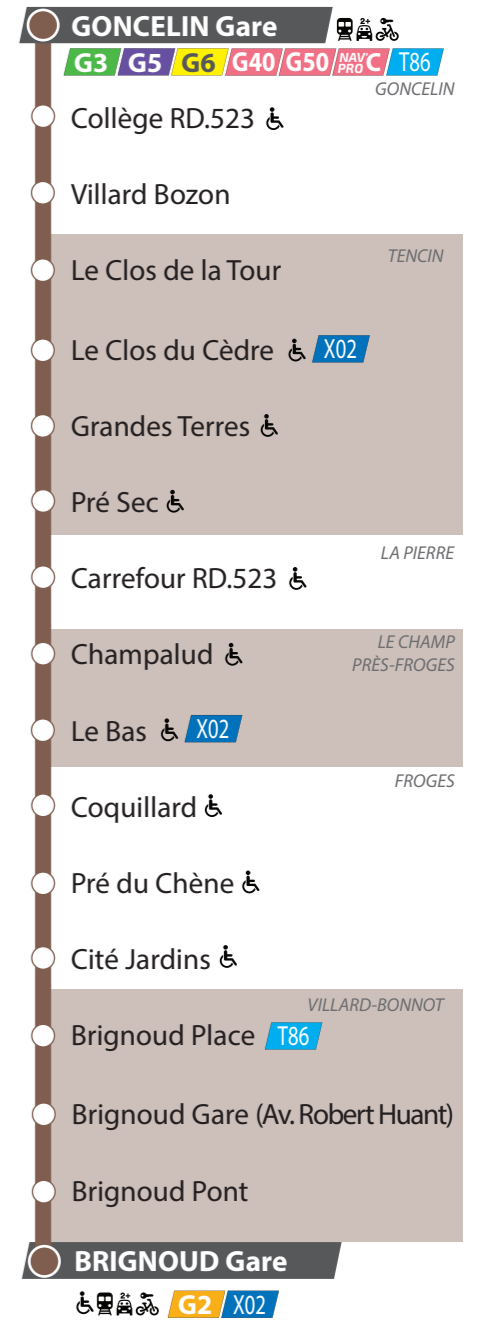 GONCELIN Gare
G3 G5 G6 G40 G50 NAV'C PRO T86
GONCELIN
Collège RD.523
Villard Bozon
TENCIN
Le Clos de la Tour
Le Clos du Cèdre X02
Grandes Terres
Pré Sec
LA PIERRE
Carrefour RD.523
LE CHAMP
PRÈS-FROGES
Champalud
Le Bas X02
FROGES
Coquillard
Pré du Chène
Cité Jardins
VILLARD-BONNOT
Brignoud Place T86
Brignoud Gare (Av. Robert Huant)
Brignoud Pont
BRIGNOUD Gare
G2 X02